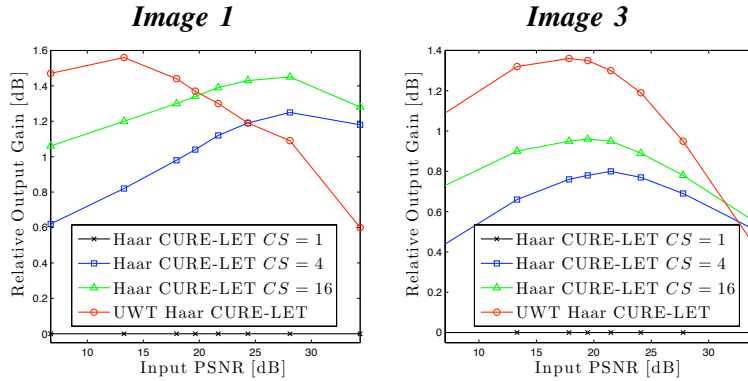 Image 1
Relative Output Gain [dB]
1.6
1.4
1.2
1
0.8
0.6
0.4
0.2
0
Haar CURE-LET CS = 1
Haar CURE-LET CS = 4
Haar CURE-LET CS = 16
UWT Haar CURE-LET
10 15 20 25 30
Input PSNR [dB]
Image 3
Relative Output Gain [dB]
1.4
1.2
1
0.8
0.6
0.4
0.2
0
Haar CURE-LET CS = 1
Haar CURE-LET CS = 4
Haar CURE-LET CS = 16
UWT Haar CURE-LET
10 15 20 25 30
Input PSNR [dB]